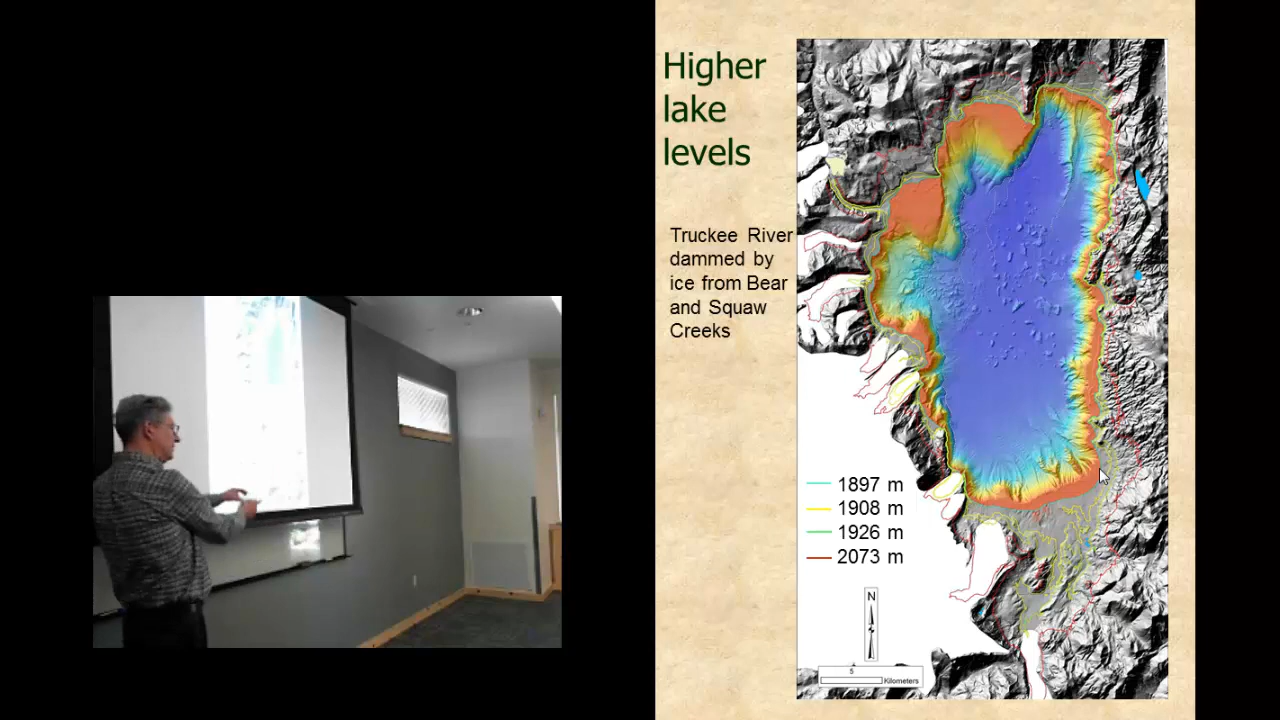 Higher
lake
levels
Truckee River
dammed by
ice from Bear
and Squaw
Creeks
1897 m
1908 m
1926 m
2073 m
N
5
Kilometers